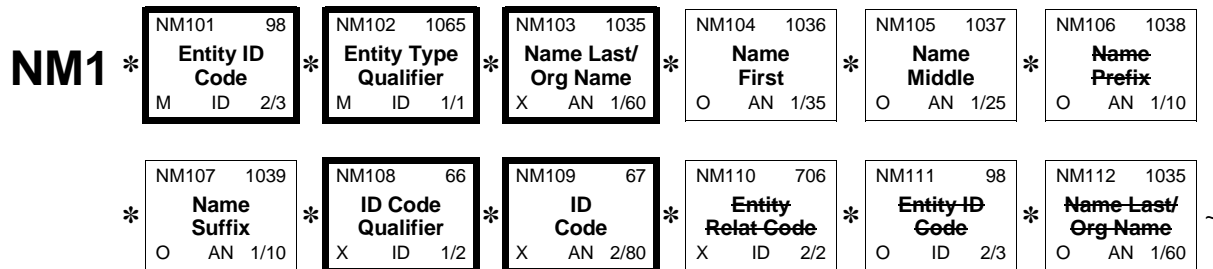 NM101 98 NM102 1065 NM103 1035 NM104 1036 NM105 1037 NM106 1038
NM1 * Entity ID * Entity Type * Name Last/ * Name * Name * Name
Code Qualifier Org Name First Middle Prefix
M ID 2/3 M ID 1/1 X AN 1/60 O AN 1/35 O AN 1/25 O AN 1/10
NM107 1039 NM108 66 NM109 67 NM110 706 NM111 98 NM112 1035
* Name * ID Code * ID * Entity * Entity ID * Name Last/ ~
Suffix Qualifier Code Relat Code Code Org Name
O AN 1/10 X ID 1/2 X AN 2/80 X ID 2/2 O ID 2/3 O AN 1/60